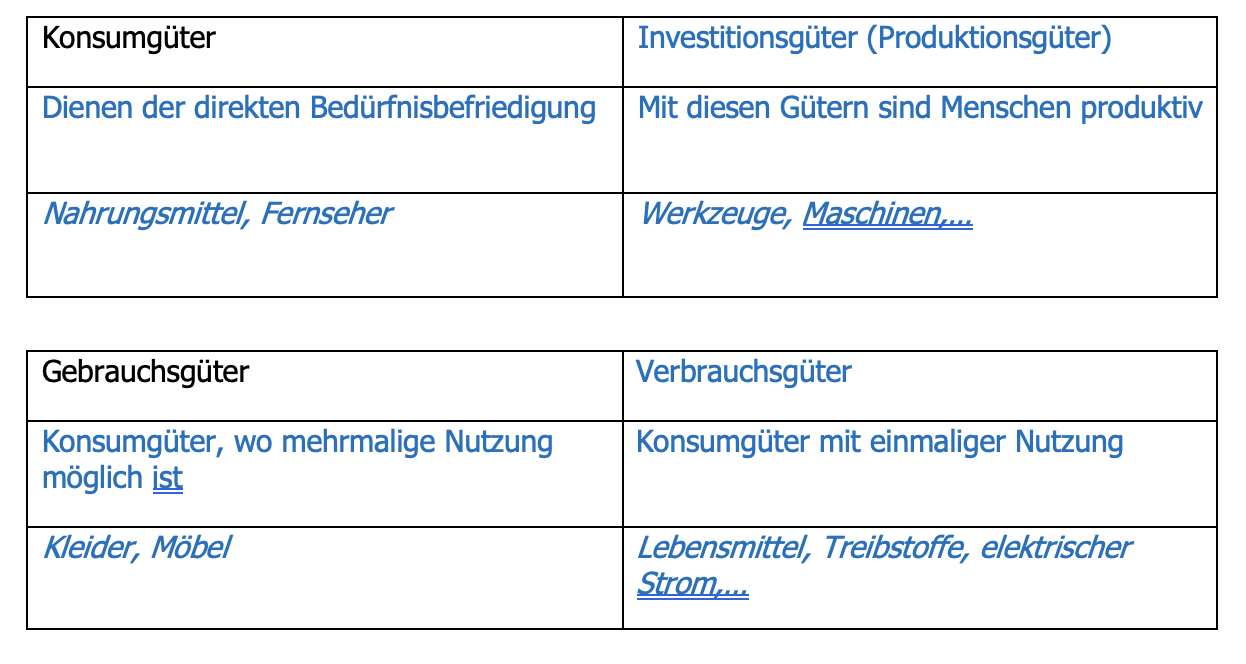 Konsumgüter
Investitionsgüter (Produktionsgüter)
Dienen der direkten Bedürfnisbefriedigung
Mit diesen Gütern sind Menschen produktiv
Nahrungsmittel, Fernseher
Werkzeuge, Maschinen,...
Gebrauchsgüter
Verbrauchsgüter
Konsumgüter, wo mehrmalige Nutzung
möglich ist
Konsumgüter mit einmaliger Nutzung
Kleider, Möbel
Lebensmittel, Treibstoffe, elektrischer
Strom,...